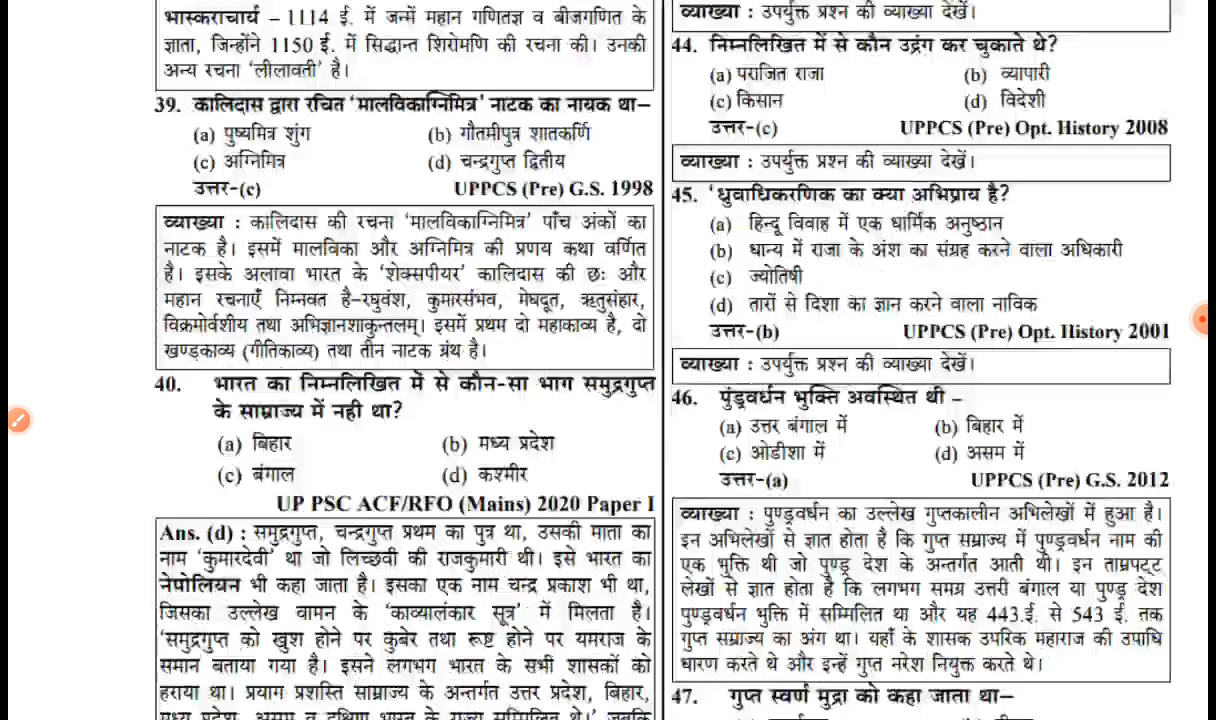 भास्कराचार्य – 1114 ई. में जन्में महान गणितज्ञ व बीजगणित के
ज्ञाता, जिन्होंने 1150 ई. में सिद्धान्त शिरोमणि की रचना की। उनकी
अन्य रचना ‘लीलावती’ है।
39. कालिदास द्वारा रचित ‘मालविकाग्निमित्र’ नाटक का नायक था–
(a) पुष्यमित्र शुंग (b) गौतमीपुत्र शातकर्णि
(c) अग्निमित्र (d) चन्द्रगुप्त द्वितीय
उत्तर-(c) UPPCS (Pre) G.S. 1998
व्याख्या : कालिदास की रचना ‘मालविकाग्निमित्र’ पाँच अंकों का
नाटक है। इसमें मालविका और अग्निमित्र की प्रणय कथा वर्णित
है। इसके अलावा भारत के ‘शेक्सपीयर’ कालिदास की छः और
महान रचनाएँ निम्नवत है–रघुवंश, कुमारसंभव, मेघदूत, ऋतुसंहार,
विक्रमोर्वशीय तथा अभिज्ञानशाकुन्तलम्। इसमें प्रथम दो महाकाव्य है, दो
खण्डकाव्य (गीतिकाव्य) तथा तीन नाटक ग्रंथ है।
40. भारत का निम्नलिखित में से कौन-सा भाग समुद्रगुप्त
के साम्राज्य में नही था?
(a) बिहार (b) मध्य प्रदेश
(c) बंगाल (d) कश्मीर
UP PSC ACF/RFO (Mains) 2020 Paper I
Ans. (d) : समुद्रगुप्त, चन्द्रगुप्त प्रथम का पुत्र था, उसकी माता का
नाम ‘कुमारदेवी’ था जो लिच्छवी की राजकुमारी थी। इसे भारत का
नेपोलियन भी कहा जाता है। इसका एक नाम चन्द्र प्रकाश भी था,
जिसका उल्लेख वामन के ‘काव्यालंकार सूत्र’ में मिलता है।
‘समुद्रगुप्त को खुश होने पर कुबेर तथा रूष्ट होने पर यमराज के
समान बताया गया है। इसने लगभग भारत के सभी शासकों को
हराया था। प्रयाग प्रशस्ति साम्राज्य के अन्तर्गत उत्तर प्रदेश, बिहार,
मध्य प्रदेश, असम व दक्षिण भारत के राज्य सम्मिलित थे।’ जबकि
व्याख्या : उपर्युक्त प्रश्न की व्याख्या देखें।
44. निम्नलिखित में से कौन उद्रंग कर चुकाते थे?
(a) पराजित राजा (b) व्यापारी
(c) किसान (d) विदेशी
उत्तर-(c) UPPCS (Pre) Opt. History 2008
व्याख्या : उपर्युक्त प्रश्न की व्याख्या देखें।
45. ‘ध्रुवाधिकरणिक का क्या अभिप्राय है?
(a) हिन्दू विवाह में एक धार्मिक अनुष्ठान
(b) धान्य में राजा के अंश का संग्रह करने वाला अधिकारी
(c) ज्योतिषी
(d) तारों से दिशा का ज्ञान करने वाला नाविक
उत्तर-(b) UPPCS (Pre) Opt. History 2001
व्याख्या : उपर्युक्त प्रश्न की व्याख्या देखें।
46. पुंड्रवर्धन भुक्ति अवस्थित थी –
(a) उत्तर बंगाल में (b) बिहार में
(c) ओडीशा में (d) असम में
उत्तर-(a) UPPCS (Pre) G.S. 2012
व्याख्या : पुण्ड्रवर्धन का उल्लेख गुप्तकालीन अभिलेखों में हुआ है।
इन अभिलेखों से ज्ञात होता है कि गुप्त सम्राज्य में पुण्ड्रवर्धन नाम की
एक भुक्ति थी जो पुण्ड्र देश के अन्तर्गत आती थी। इन ताम्रपट्ट
लेखों से ज्ञात होता है कि लगभग समग्र उत्तरी बंगाल या पुण्ड्र देश
पुण्ड्रवर्धन भुक्ति में सम्मिलित था और यह 443.ई. से 543 ई. तक
गुप्त सम्राज्य का अंग था। यहाँ के शासक उपरिक महाराज की उपाधि
धारण करते थे और इन्हें गुप्त नरेश नियुक्त करते थे।
47. गुप्त स्वर्ण मुद्रा को कहा जाता था–